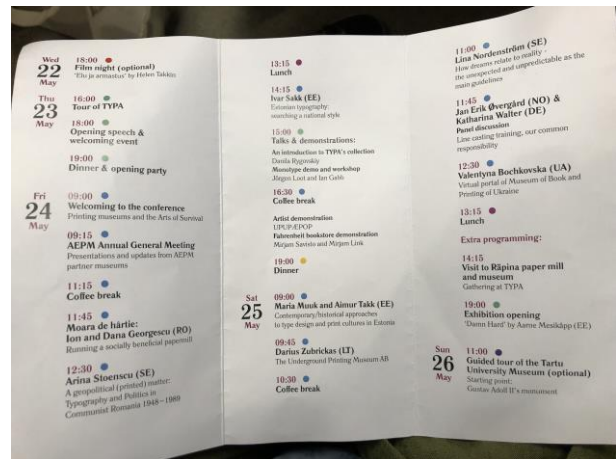 Wed
22
May
18:00
Film night (optional)
'Elu ja armastus' by Helen Takkin
Thu
23
May
16:00
Tour of TYPA
18:00
Opening speech &
welcoming event
19:00
Dinner & opening party
Fri
24
May
09:00
Welcoming to the conference
Printing museums and the Arts of Survival
09:15
AEPM Annual General Meeting
Presentations and updates from AEPM
partner museums
11:15
Coffee break
11:45
Moara de hârtie:
Ion and Dana Georgescu (RO)
Running a socially beneficial papermill
12:30
Arina Stoenescu (SE)
A geopolitical (printed) matter:
Typography and Politics in
Communist Romania 1948–1989
13:15
Lunch
14:15
Ivar Sakk (EE)
Estonian typography:
searching a national style
15:00
Talks & demonstrations:
An introduction to TYPA's collection
Danila Rygovskiy
Monotype demo and workshop
Jörgen Loot and Jan
16:30
Coffee break
Artist demonstration
UPUP/EPOP
Fahrenheit bookstore demonstration
Mirjam Savisto and Mirjam Link
19:00
Dinner
Sat
25
May
09:00
Maria Muuk and Aimur Takk (EE)
Contemporary/historical approaches
to type design and print cultures in Estonia
09:45
Darius Zubrickas (LT)
The Underground Printing Museum AB
10:30
Coffee break
11:00
Lina Nordenström (SE)
How dreams relate to reality -
the unexpected and unpredictable as the
main guidelines
11:45
Jan Erik Øvergård (NO) &
Katharina Walter (DE)
Panel discussion
Line casting training, our common
responsibility
12:30
Valentyna Bochkovska (UA)
Virtual portal of Museum of Book and
Printing of Ukraine
13:15
Lunch
Extra programming:
14:15
Visit to Räpina paper mill
and museum
Gathering at TYPA
19:00
Exhibition opening
'Damn Hard' by Aarne Mesikäpp (EE)
Sun
26
May
11:00
Guided tour of the Tartu
University Museum (optional)
Starting point:
Gustav Adolf II's monument